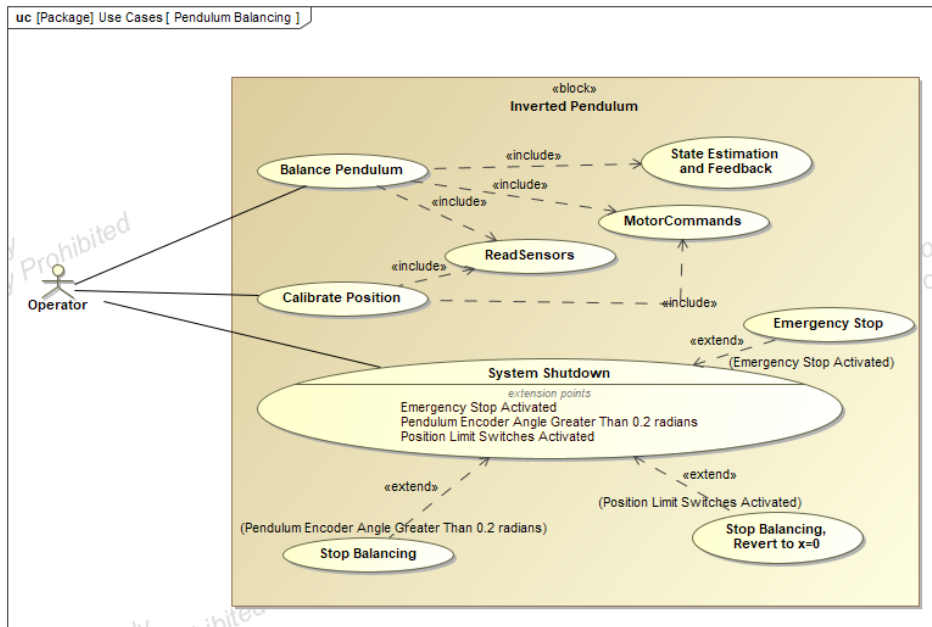 uc [Package] Use Cases [ Pendulum Balancing ]
«block»
Inverted Pendulum
State Estimation
and Feedback
«include»
Balance Pendulum
«include»
«include»
MotorCommands
Prohibited
ReadSensors
«include»
Calibrate Position
«include»
Operator
Emergency Stop
«extend»
(Emergency Stop Activated)
System Shutdown
extension points
Emergency Stop Activated
Pendulum Encoder Angle Greater Than 0.2 radians
Position Limit Switches Activated
«extend»
«extend»
(Position Limit Switches Activated)
(Pendulum Encoder Angle Greater Than 0.2 radians)
Stop Balancing,
Revert to x=0
Stop Balancing